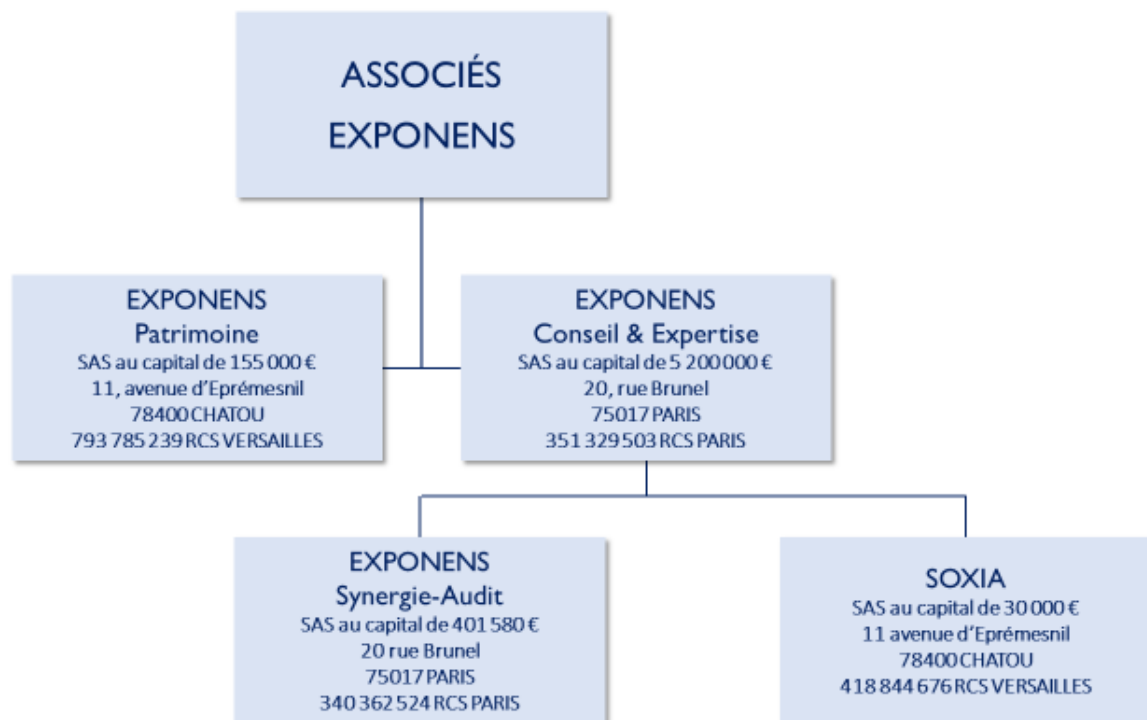 ASSOCIÉS
EXPONENS
EXPONENS
Patrimoine
SAS au capital de 155 000 €
11, avenue d'Eprémesnil
78400 CHATOU
793 785 239 RCS VERSAILLES
EXPONENS
Conseil & Expertise
SAS au capital de 5 200 000 €
20, rue Brunel
75017 PARIS
351 329 503 RCS PARIS
EXPONENS
Synergie-Audit
SAS au capital de 401 580 €
20 rue Brunel
75017 PARIS
340 362 524 RCS PARIS
SOXIA
SAS au capital de 30 000 €
11 avenue d'Eprémesnil
78400 CHATOU
418 844 676 RCS VERSAILLES